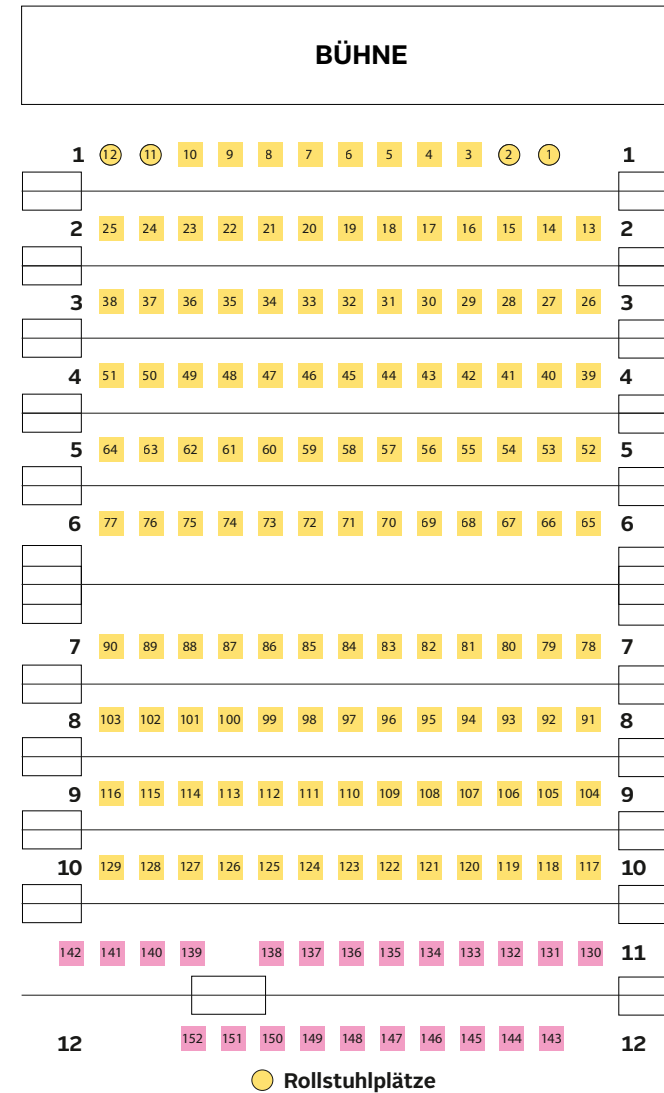 BÜHNE
1 12 11 10 9 8 7 6 5 4 3 2 1 1
2 25 24 23 22 21 20 19 18 17 16 15 14 13 2
3 38 37 36 35 34 33 32 31 30 29 28 27 26 3
4 51 50 49 48 47 46 45 44 43 42 41 40 39 4
5 64 63 62 61 60 59 58 57 56 55 54 53 52 5
6 77 76 75 74 73 72 71 70 69 68 67 66 65 6
7 90 89 88 87 86 85 84 83 82 81 80 79 78 7
8 103 102 101 100 99 98 97 96 95 94 93 92 91 8
9 116 115 114 113 112 111 110 109 108 107 106 105 104 9
10 129 128 127 126 125 124 123 122 121 120 119 118 117 10
142 141 140 139 138 137 136 135 134 133 132 131 130 11
12 152 151 150 149 148 147 146 145 144 143 12
Rollstuhlplätze